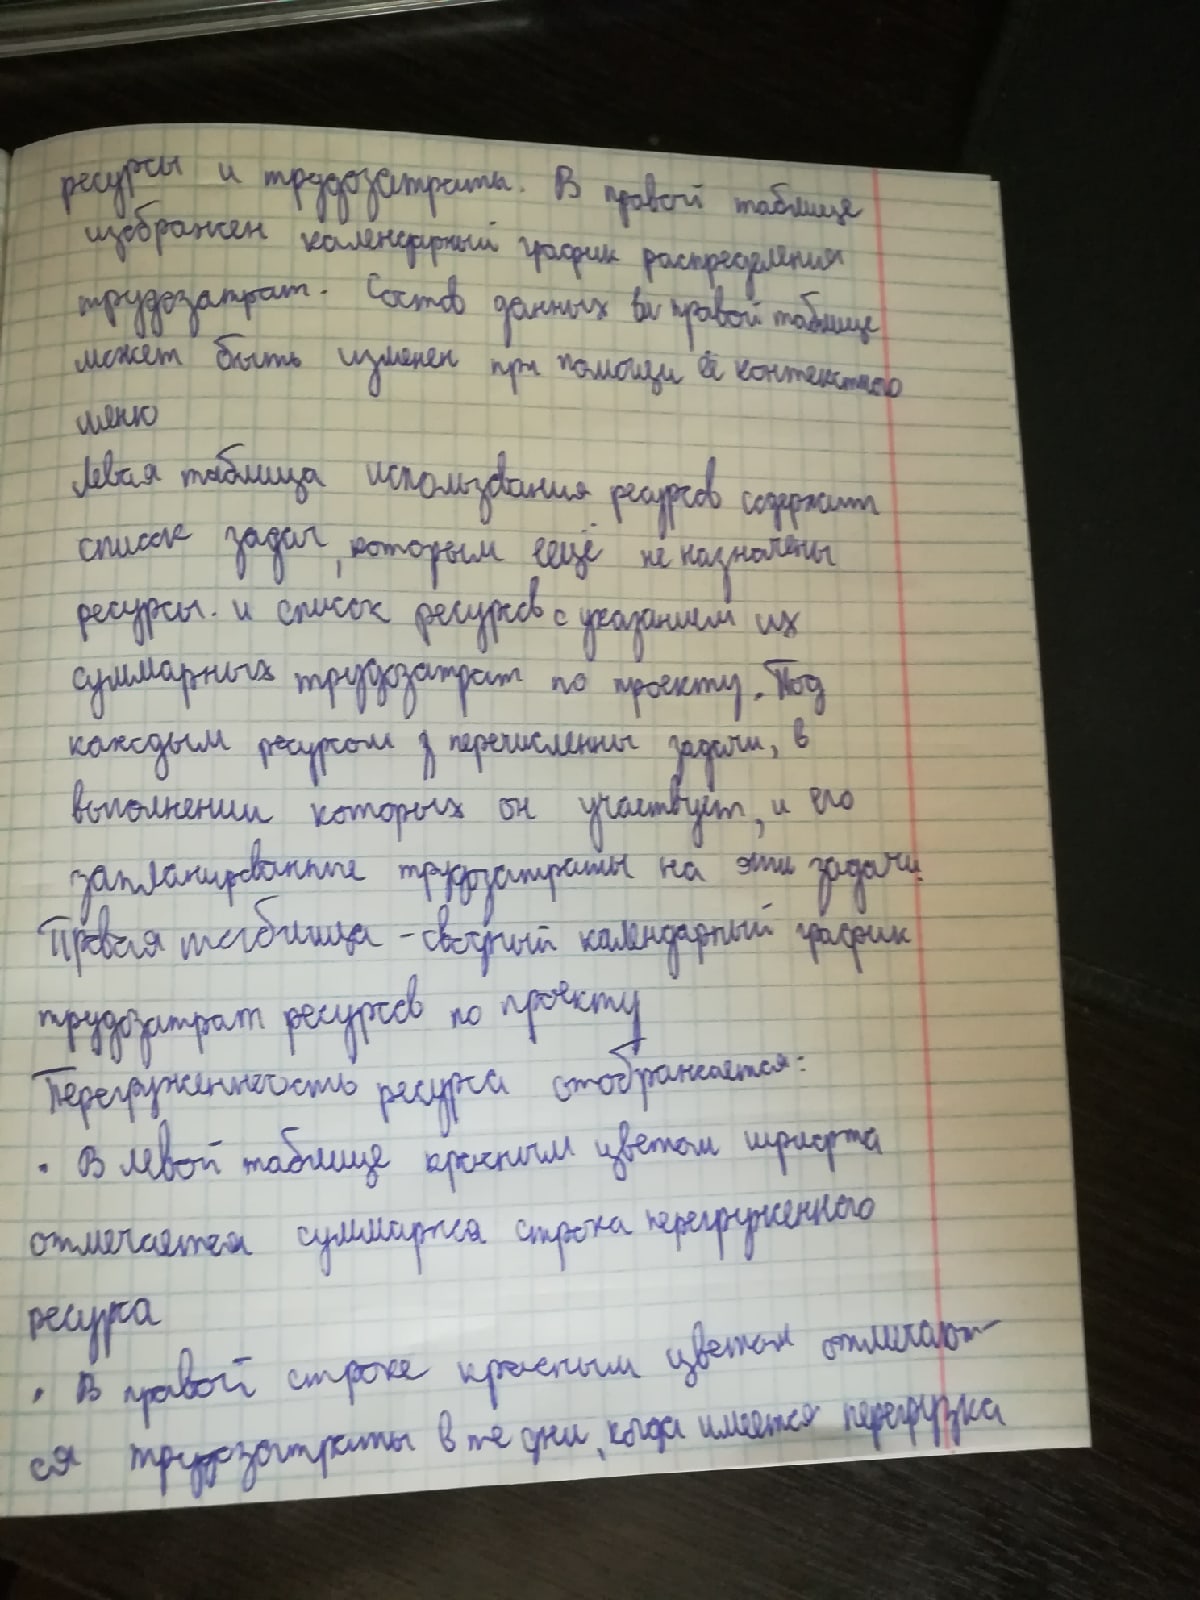 ресурсы и трудозатраты. В правой таблице
изображен календарный график распределения
трудозатрат. Состав данных в правой таблице
может быть изменен при помощи её контекстного
меню
Левая таблица использования ресурсов содержит
список задач, которым ещё не назначены
ресурсы. и список ресурсов с указанием их
суммарных трудозатрат по проекту. Под
каждым ресурсом перечисленны задачи, в
выполнении которых он участвует, и его
запланированные трудозатраты на эти задачи.
Правая таблица - сводный календарный график
трудозатрат ресурсов по проекту
Перегруженность ресурса отображается:
• В левой таблице красным цветом шрифта
отмечается суммарная строка перегруженного
ресурса
• В правой строке красным цветом отмечают-
ся трудозатраты в те дни, когда имеется перегрузка